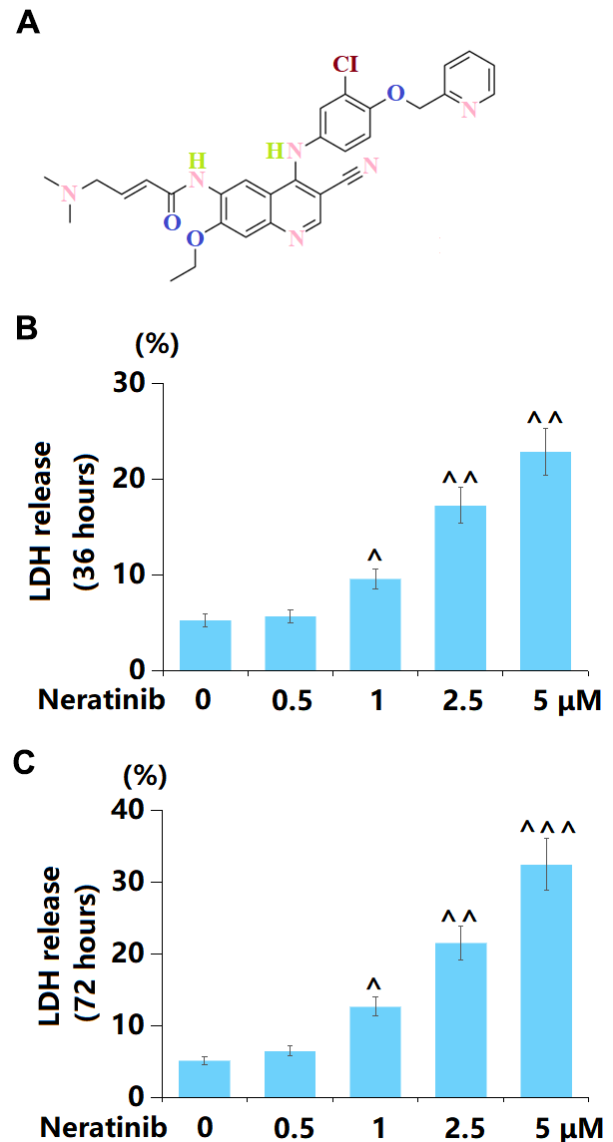 A
Cl
O
N
H
N
N
H
N
N
O
O
N
B
(%)
30
20
10
0
LDH release
(36 hours)
^
^^
^^
Neratinib 0 0.5 1 2.5 5 μM
C
(%)
40
30
20
10
0
LDH release
(72 hours)
^
^^
^^^
Neratinib 0 0.5 1 2.5 5 μM